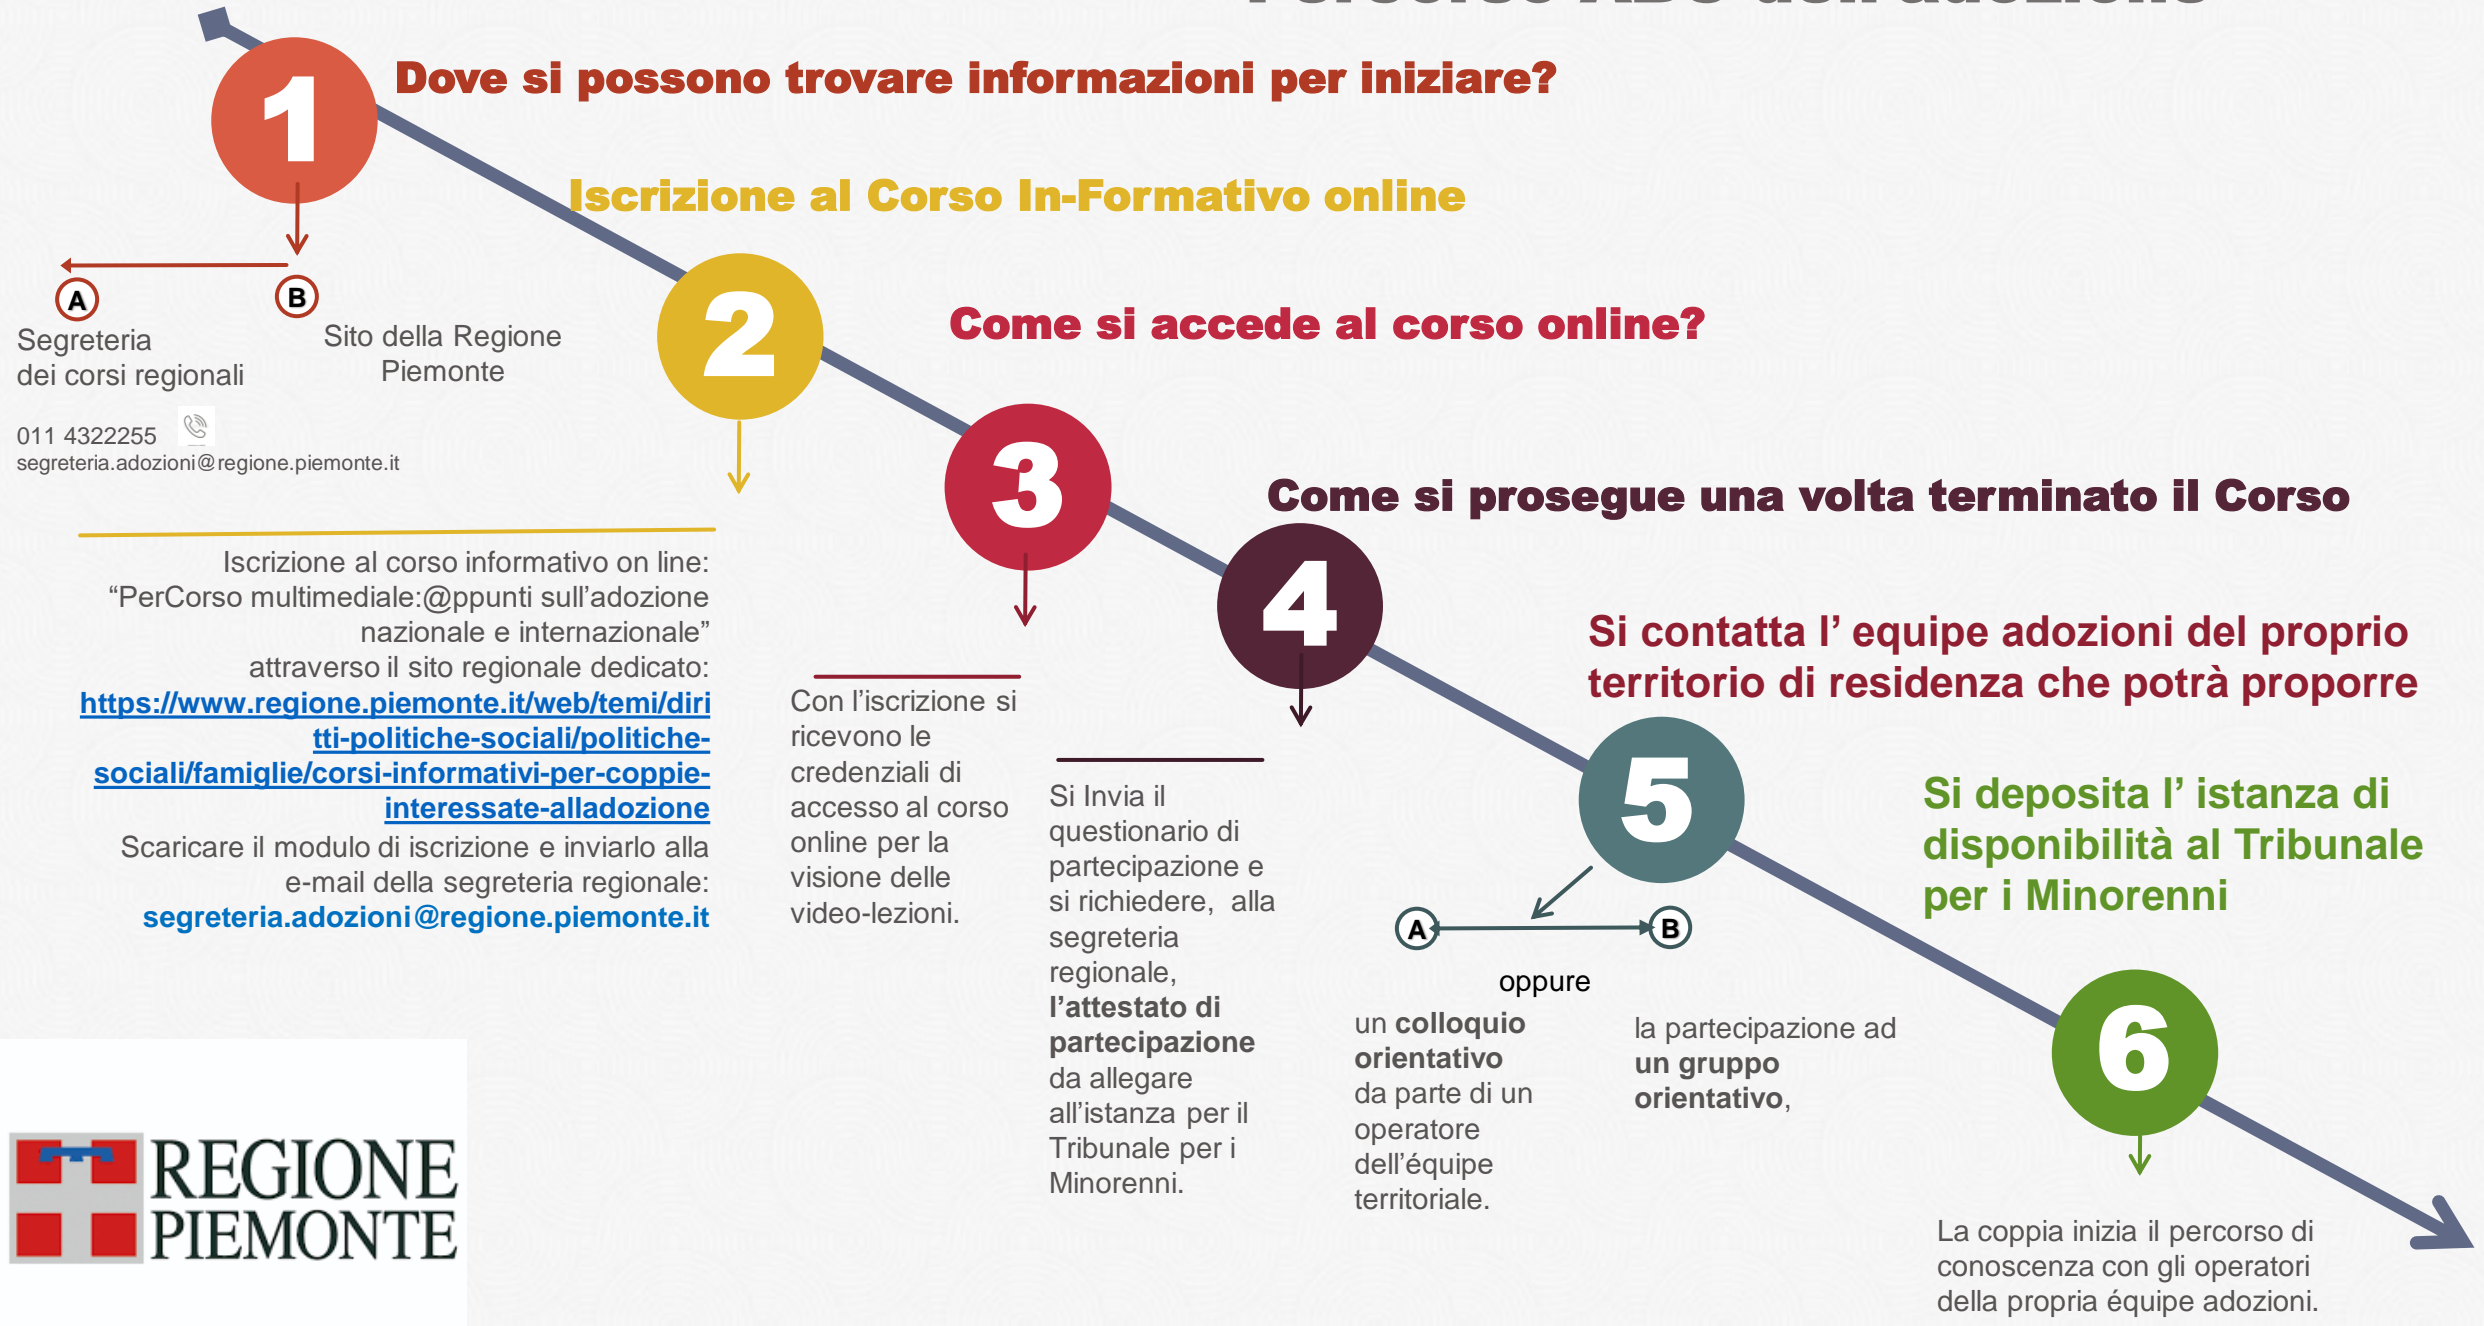 Percorso ABC dell'adozione
1
Dove si possono trovare informazioni per iniziare?
A
B
Segreteria
dei corsi regionali
Sito della Regione
Piemonte
011 4322255
segreteria.adozioni@regione.piemonte.it
Iscrizione al Corso In-Formativo online
2
Iscrizione al corso informativo on line:
“PerCorso multimediale:@ppunti sull’adozione
nazionale e internazionale”
attraverso il sito regionale dedicato:
https://www.regione.piemonte.it/web/temi/diri
tti-politiche-sociali/politiche-
sociali/famiglie/corsi-informativi-per-coppie-
interessate-alladozione
Scaricare il modulo di iscrizione e inviarlo alla
e-mail della segreteria regionale:
segreteria.adozioni@regione.piemonte.it
Come si accede al corso online?
3
Con l’iscrizione si
ricevono le
credenziali di
accesso al corso
online per la
visione delle
video-lezioni.
Come si prosegue una volta terminato il Corso
4
Si Invia il
questionario di
partecipazione e
si richiedere, alla
segreteria
regionale,
l’attestato di
partecipazione
da allegare
all’istanza per il
Tribunale per i
Minorenni.
Si contatta l’ equipe adozioni del proprio
territorio di residenza che potrà proporre
5
A
B
oppure
un colloquio
orientativo
da parte di un
operatore
dell’équipe
territoriale.
la partecipazione ad
un gruppo
orientativo,
Si deposita l’ istanza di
disponibilità al Tribunale
per i Minorenni
6
La coppia inizia il percorso di
conoscenza con gli operatori
della propria équipe adozioni.
REGIONE
PIEMONTE